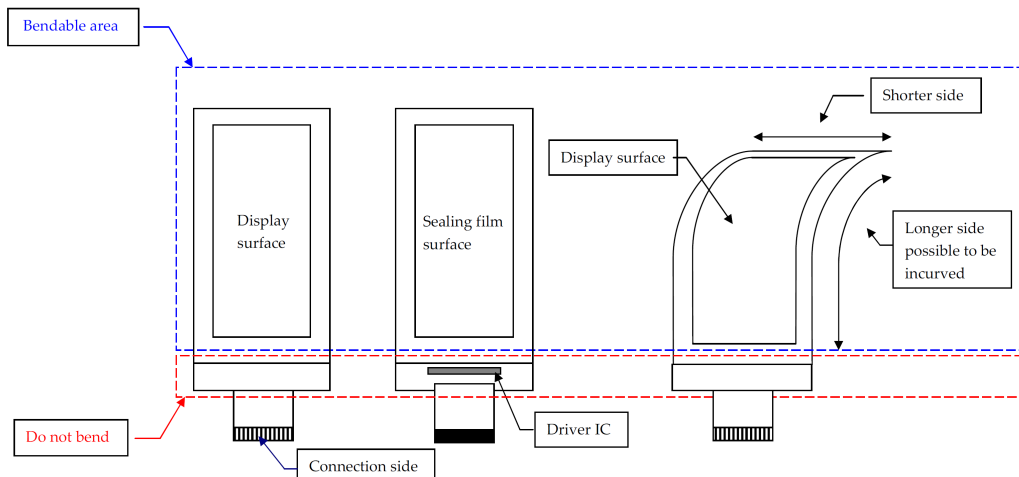 Bendable area
Shorter side
Display surface
Display
surface
Sealing film
surface
Longer side
possible to be
incurved
Do not bend
Driver IC
Connection side